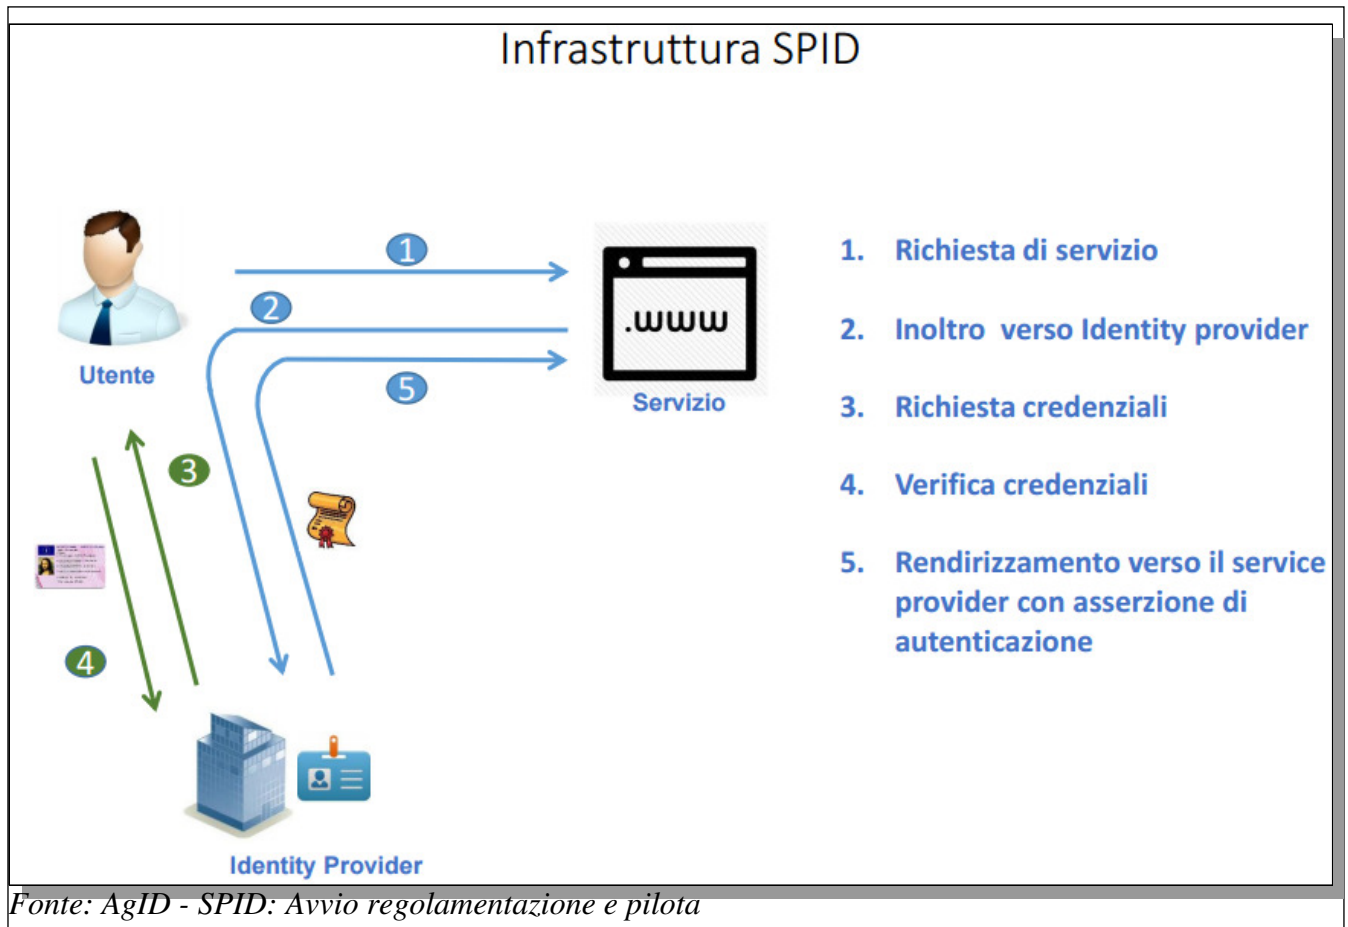 Infrastruttura SPID
1
2
5
3
4
Utente
.www
Servizio
Identity Provider
1. Richiesta di servizio
2. Inoltro verso Identity provider
3. Richiesta credenziali
4. Verifica credenziali
5. Rendirizzamento verso il service
provider con asserzione di
autenticazione
Fonte: AgID - SPID: Avvio regolamentazione e pilota